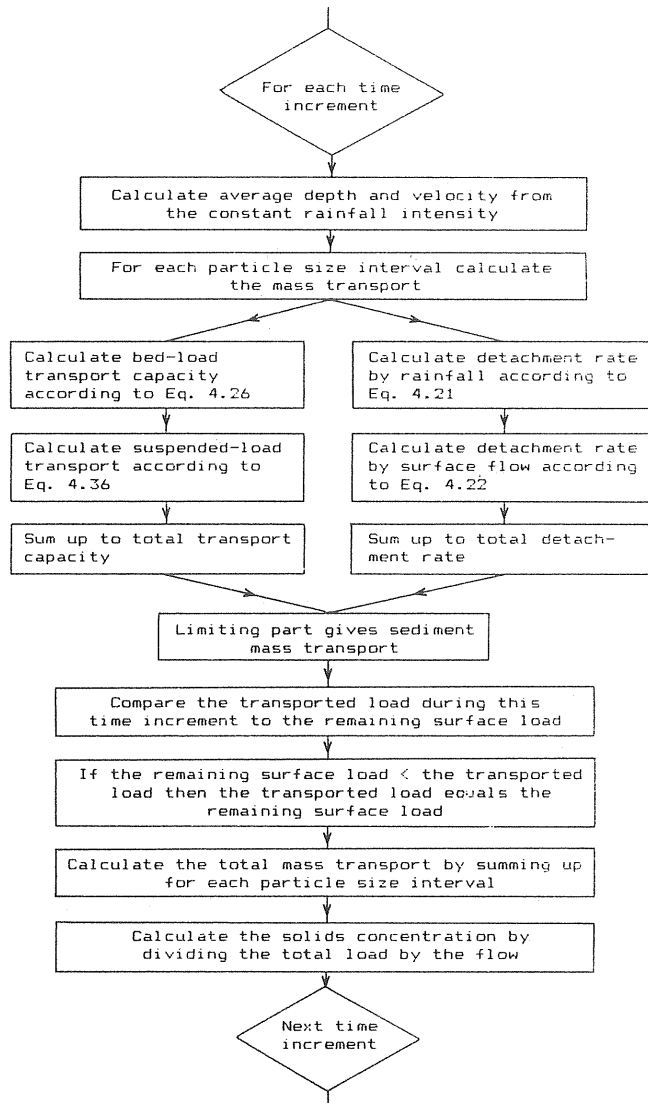 For each time
increment
Calculate average depth and velocity from
the constant rainfall intensity
For each particle size interval calculate
the mass transport
Calculate bed-load
transport capacity
according to Eq. 4.26
Calculate suspended-load
transport according to
Eq. 4.36
Sum up to total transport
capacity
Calculate detachment rate
by rainfall according to
Eq. 4.21
Calculate detachment rate
by surface flow according
to Eq. 4.22
Sum up to total detach-
ment rate
Limiting part gives sediment
mass transport
Compare the transported load during this
time increment to the remaining surface load
If the remaining surface load < the transported
load then the transported load equals the
remaining surface load
Calculate the total mass transport by summing up
for each particle size interval
Calculate the solids concentration by
dividing the total load by the flow
Next time
increment